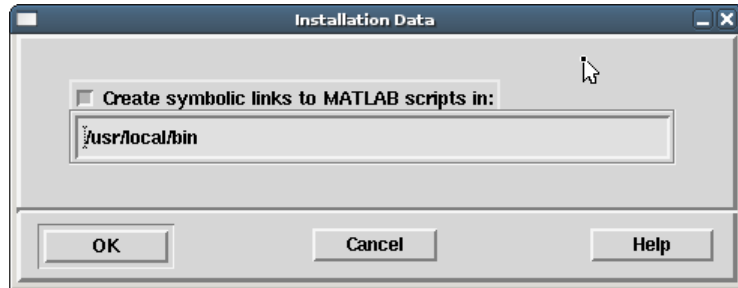 Installation Data
Create symbolic links to MATLAB scripts in:
/usr/local/bin
OK Cancel Help